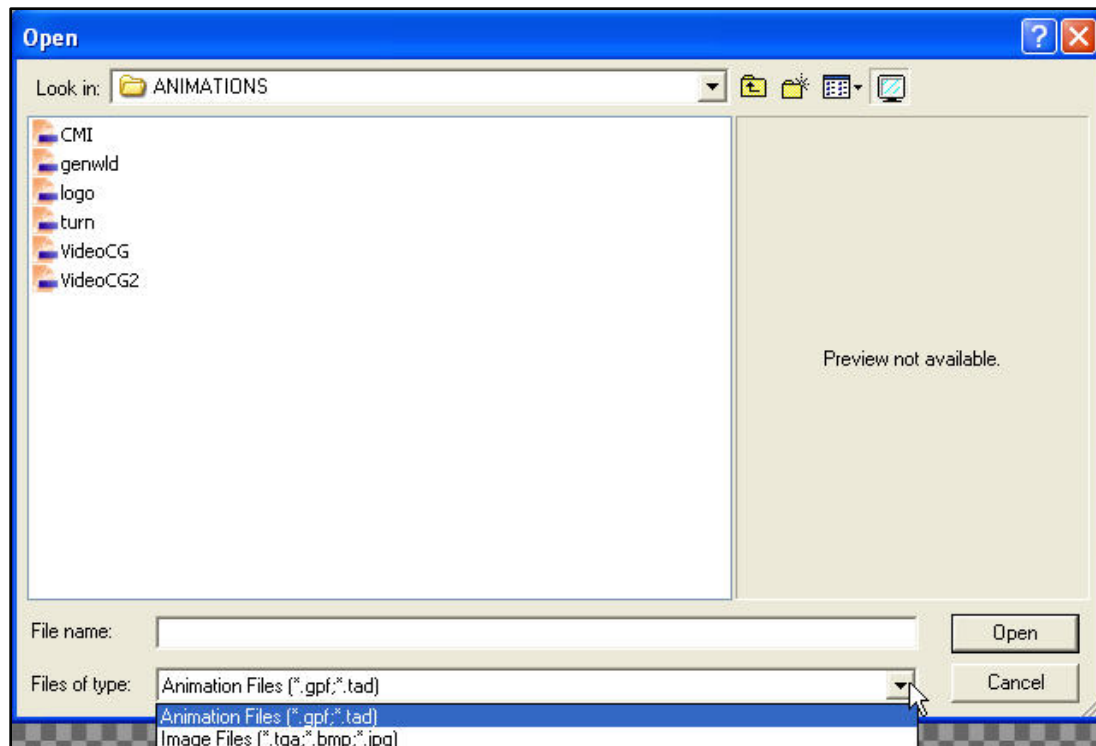 Open
Look in: ANIMATIONS
CMI
genwld
logo
turn
VideoCG
VideoCG2
Preview not available.
File name:
Open
Files of type: Animation Files (*.gpf;*.tad)
Cancel
Animation Files (*.gpf;*.tad)
Image Files (*.tga;*.bmp;*.jpg)